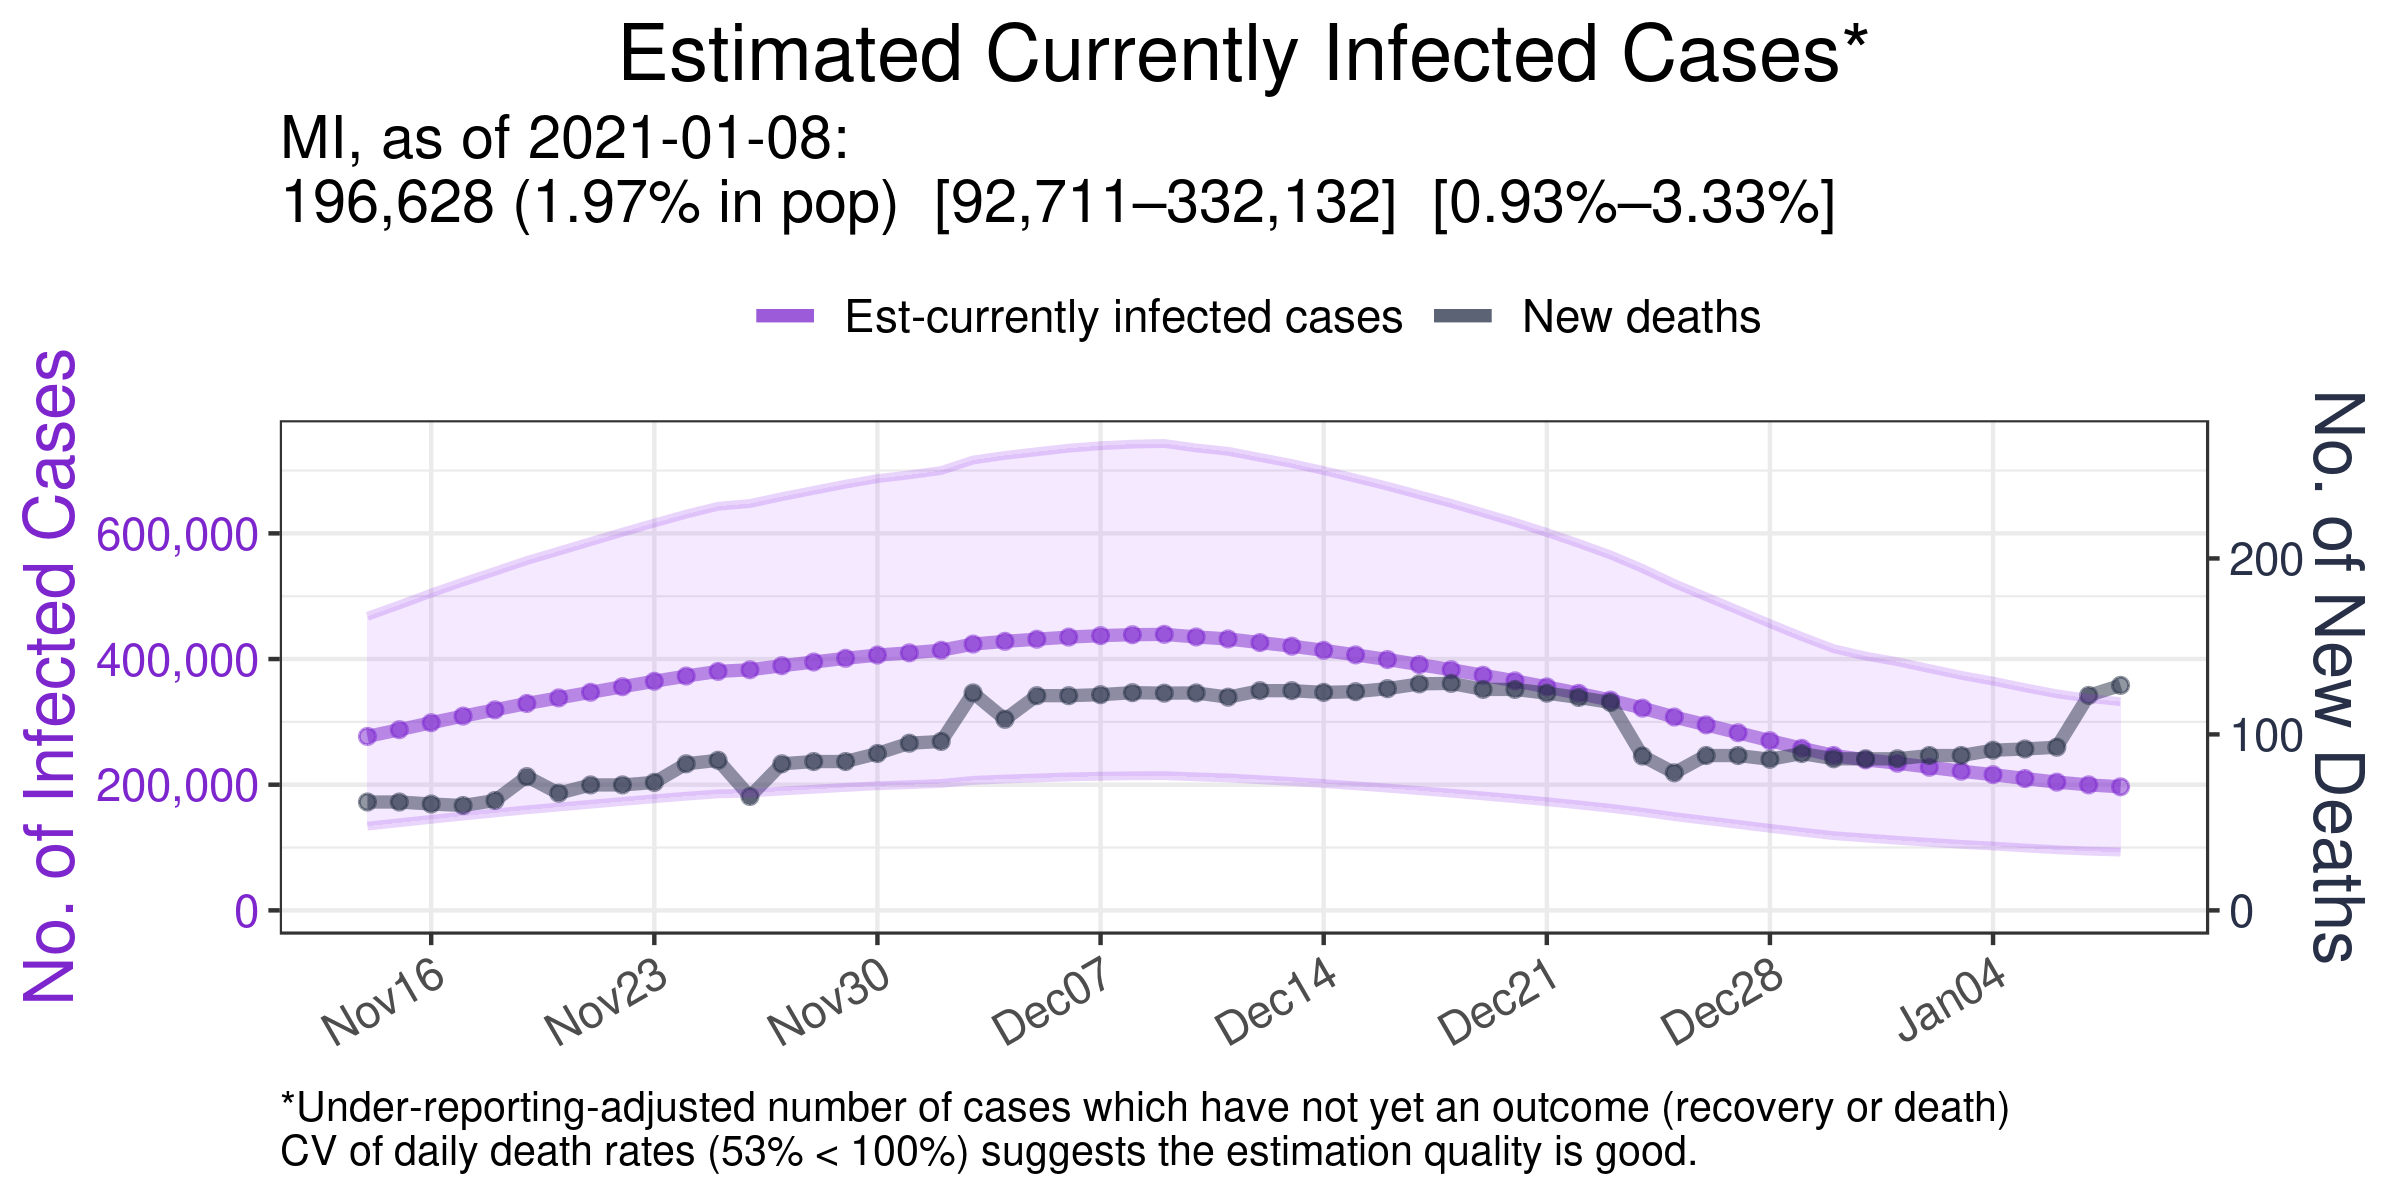 Estimated Currently Infected Cases*
MI, as of 2021-01-08:
196,628 (1.97% in pop)  [92,711–332,132]  [0.93%–3.33%]
Est-currently infected cases
New deaths
No. of Infected Cases
600,000
400,000
200,000
0
200
100
0
No. of New Deaths
Nov16
Nov23
Nov30
Dec07
Dec14
Dec21
Dec28
Jan04
*Under-reporting-adjusted number of cases which have not yet an outcome (recovery or death)
CV of daily death rates (53% < 100%) suggests the estimation quality is good.